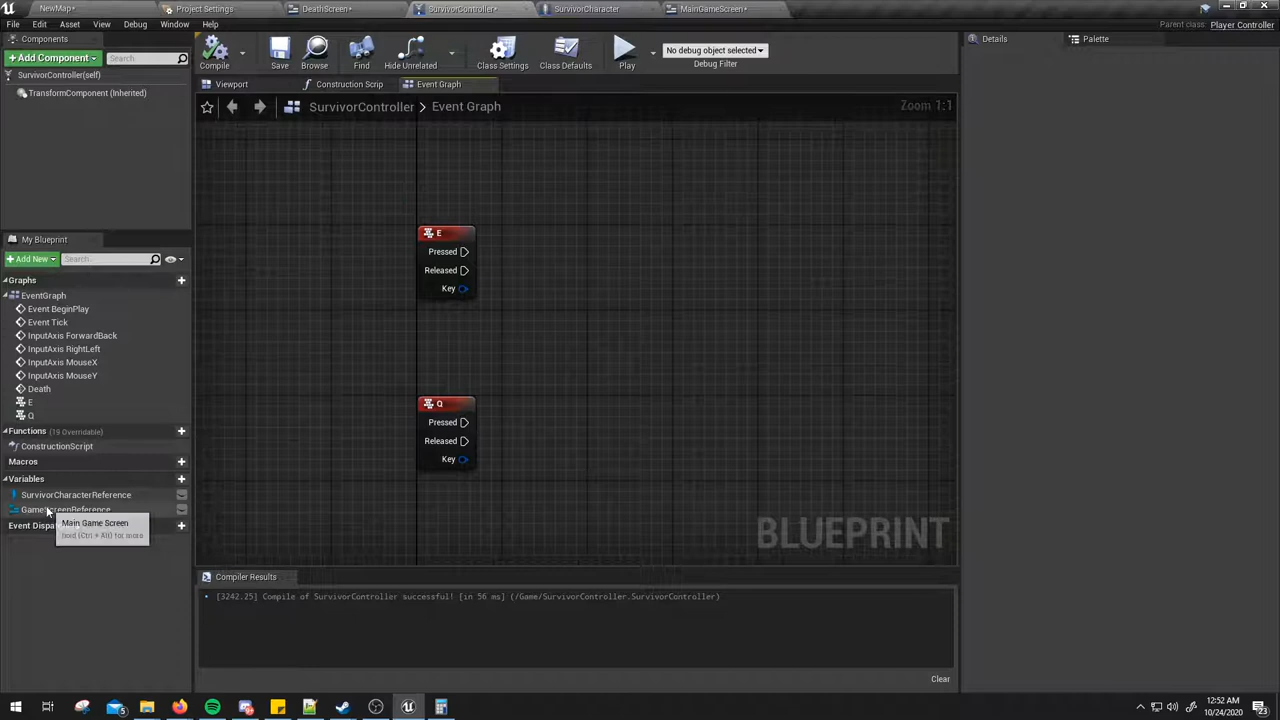 NewMap•
Project Settings
DeathScreen•
SurvivorController•
SurvivorCharacter
MainGameScreen•
File Edit Asset View Debug Window Help
Parent class: Player Controller
Components
+ Add Component
Search
SurvivorController(self)
TransformComponent (Inherited)
Compile
Save
Browse
Find
Hide Unrelated
Class Settings
Class Defaults
Play
No debug object selected
Debug Filter
Details
Palette
Viewport
Construction Scrip
Event Graph
SurvivorController > Event Graph
Zoom 1:1
E
Pressed
Released
Key
Q
Pressed
Released
Key
BLUEPRINT
My Blueprint
+ Add New
Search
Graphs
EventGraph
Event BeginPlay
Event Tick
InputAxis ForwardBack
InputAxis RightLeft
InputAxis MouseX
InputAxis MouseY
Death
E
Q
Functions (19 Overridable)
ConstructionScript
Macros
Variables
SurvivorCharacterReference
GameScreenReference
Event Dispa
Main Game Screen
hold (Ctrl + Alt) for more
Compiler Results
• [3242.25] Compile of SurvivorController successful! [in 56 ms] (/Game/SurvivorController.SurvivorController)
Clear
5
12:52 AM
10/24/2020
23